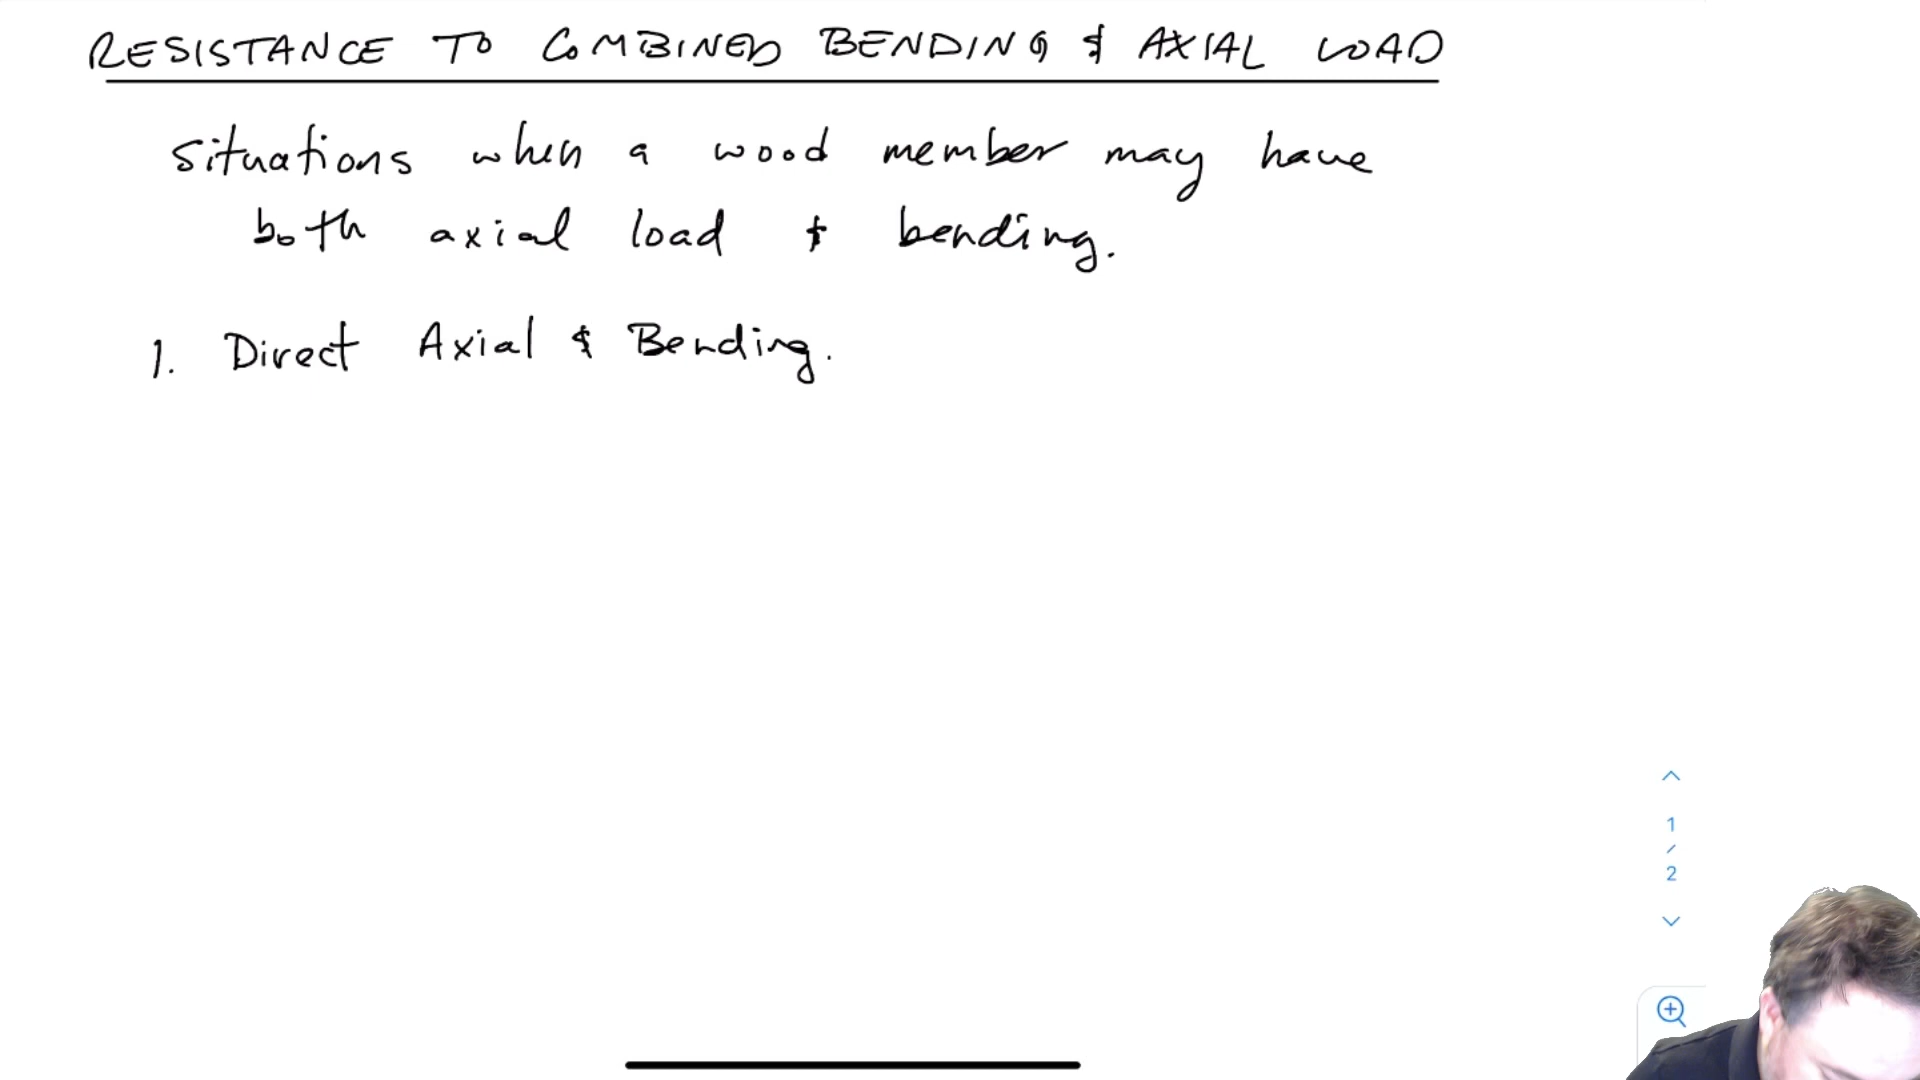 RESISTANCE TO COMBINED BENDING & AXIAL LOAD
situations when a wood member may have
both axial load & bending.
1. Direct Axial & Bending.
1
/
2